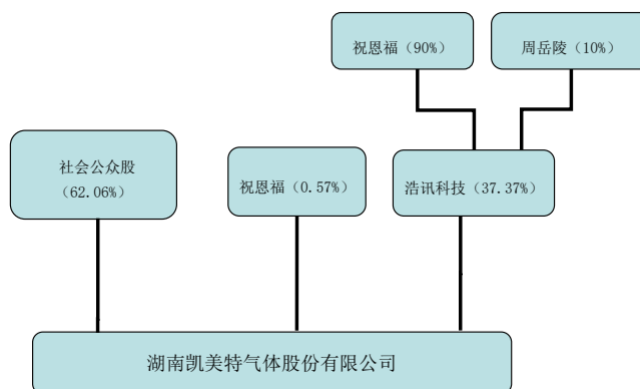 祝恩福（90%）
周岳陵（10%）
社会公众股
（62.06%）
祝恩福（0.57%）
浩讯科技（37.37%）
湖南凯美特气体股份有限公司